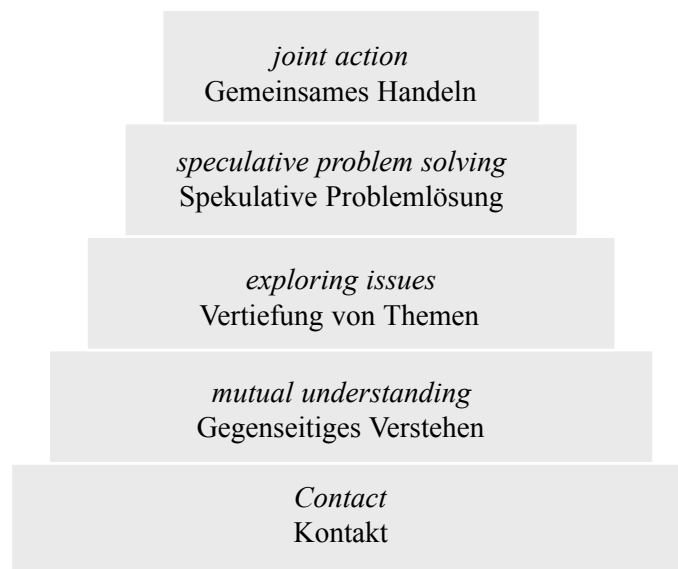 joint action
Gemeinsames Handeln
speculative problem solving
Spekulative Problemlösung
exploring issues
Vertiefung von Themen
mutual understanding
Gegenseitiges Verstehen
Contact
Kontakt